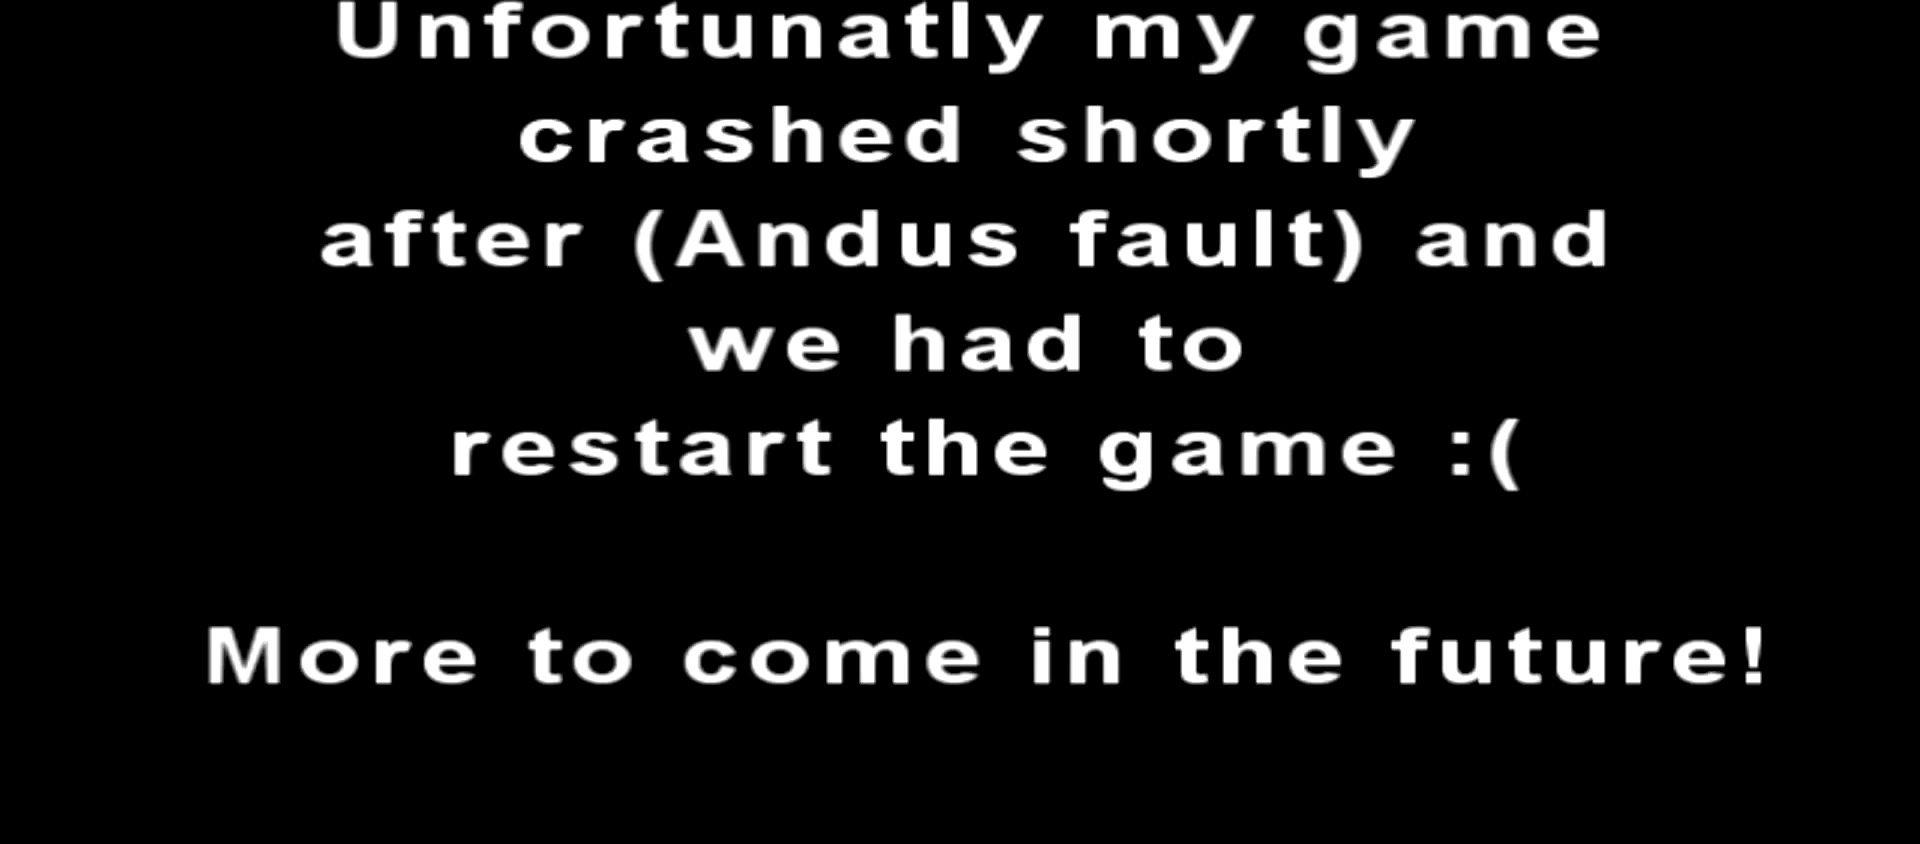 Unfortunatly my game
crashed shortly
after (Andus fault) and
we had to
restart the game :(
More to come in the future!